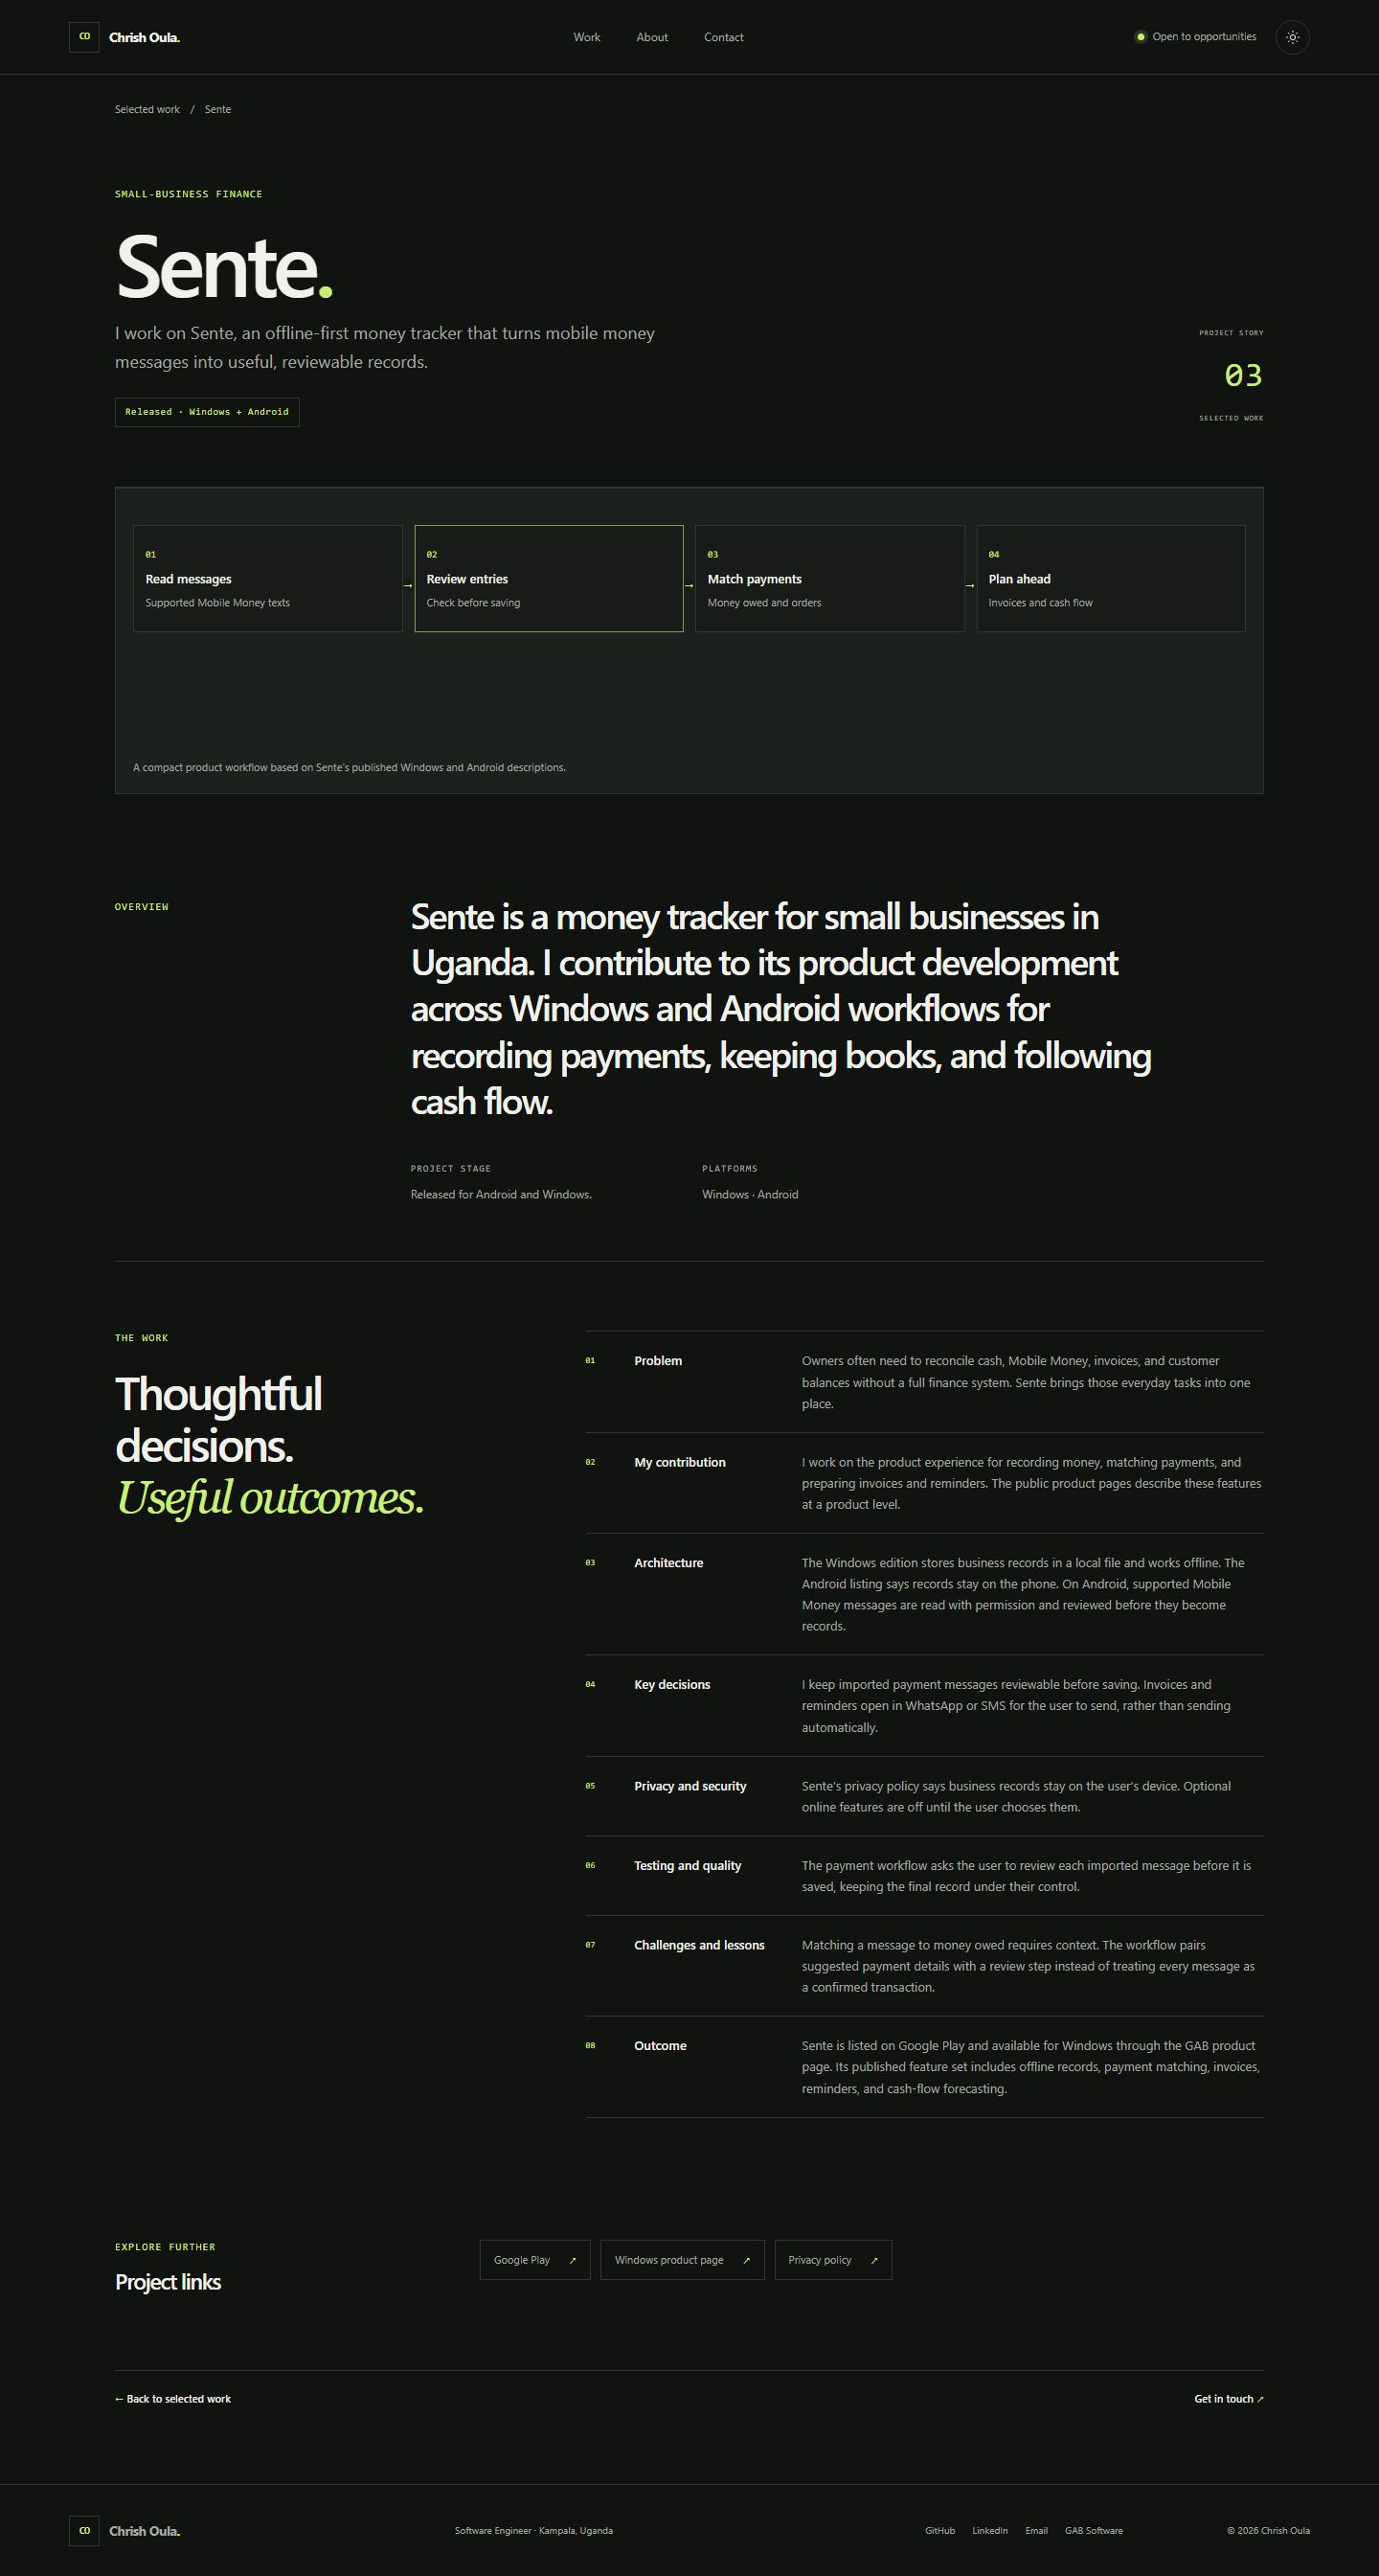 CO Chrish Oula.
Work About Contact
Open to opportunities
Selected work / Sente
SMALL-BUSINESS FINANCE
Sente.
I work on Sente, an offline-first money tracker that turns mobile money
messages into useful, reviewable records.
Released · Windows + Android
PROJECT STORY
03
SELECTED WORK
01
Read messages
Supported Mobile Money texts
→
02
Review entries
Check before saving
→
03
Match payments
Money owed and orders
→
04
Plan ahead
Invoices and cash flow
A compact product workflow based on Sente's published Windows and Android descriptions.
OVERVIEW
Sente is a money tracker for small businesses in
Uganda. I contribute to its product development
across Windows and Android workflows for
recording payments, keeping books, and following
cash flow.
PROJECT STAGE
Released for Android and Windows.
PLATFORMS
Windows · Android
THE WORK
Thoughtful
decisions.
Useful outcomes.
01 Problem
Owners often need to reconcile cash, Mobile Money, invoices, and customer
balances without a full finance system. Sente brings those everyday tasks into one
place.
02 My contribution
I work on the product experience for recording money, matching payments, and
preparing invoices and reminders. The public product pages describe these features
at a product level.
03 Architecture
The Windows edition stores business records in a local file and works offline. The
Android listing says records stay on the phone. On Android, supported Mobile
Money messages are read with permission and reviewed before they become
records.
04 Key decisions
I keep imported payment messages reviewable before saving. Invoices and
reminders open in WhatsApp or SMS for the user to send, rather than sending
automatically.
05 Privacy and security
Sente's privacy policy says business records stay on the user's device. Optional
online features are off until the user chooses them.
06 Testing and quality
The payment workflow asks the user to review each imported message before it is
saved, keeping the final record under their control.
07 Challenges and lessons
Matching a message to money owed requires context. The workflow pairs
suggested payment details with a review step instead of treating every message as
a confirmed transaction.
08 Outcome
Sente is listed on Google Play and available for Windows through the GAB product
page. Its published feature set includes offline records, payment matching, invoices,
reminders, and cash-flow forecasting.
EXPLORE FURTHER
Project links
Google Play ↗
Windows product page ↗
Privacy policy ↗
← Back to selected work
Get in touch ↗
CO Chrish Oula.
Software Engineer · Kampala, Uganda
GitHub LinkedIn Email GAB Software
© 2026 Chrish Oula